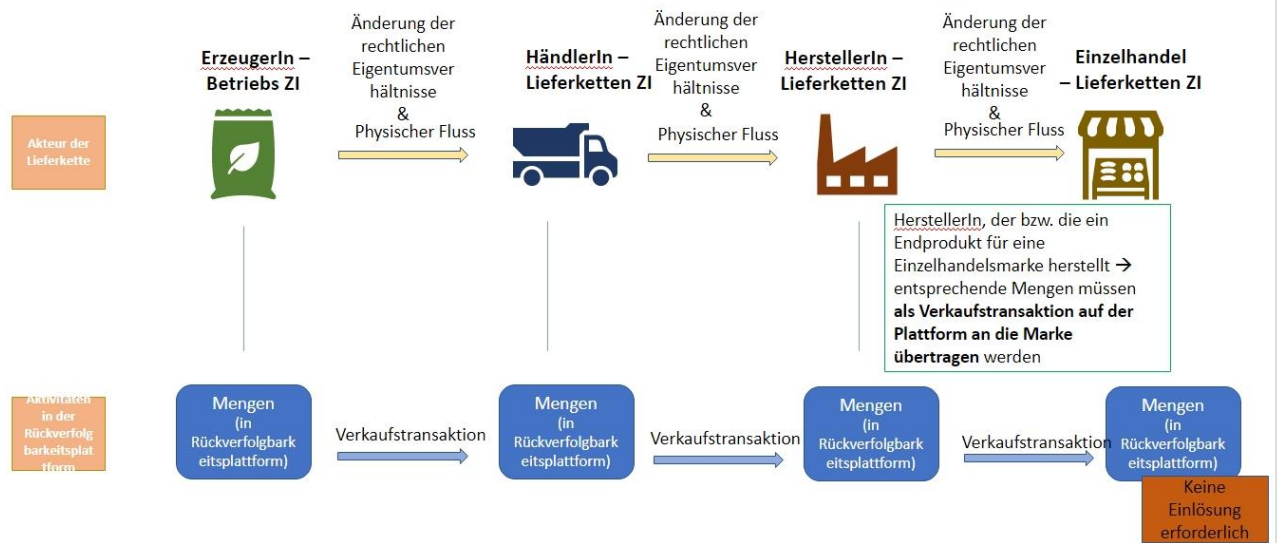 ErzeugerIn –
Betriebs ZI
Änderung der
rechtlichen
Eigentumsver
hältnisse
&
Physischer Fluss
HändlerIn –
Lieferketten ZI
Änderung der
rechtlichen
Eigentumsver
hältnisse
&
Physischer Fluss
HerstellerIn –
Lieferketten ZI
Änderung der
rechtlichen
Eigentumsver
hältnisse
&
Physischer Fluss
Einzelhandel
– Lieferketten ZI
Akteur der
Lieferkette
HerstellerIn, der bzw. die ein
Endprodukt für eine
Einzelhandelsmarke herstellt →
entsprechende Mengen müssen
als Verkaufstransaktion auf der
Plattform an die Marke
übertragen werden
Aktivitäten
in der
Rückverfolg
barkeitsplat
tform
Mengen
(in
Rückverfolgbark
eitsplattform)
Verkaufstransaktion
Mengen
(in
Rückverfolgbark
eitsplattform)
Verkaufstransaktion
Mengen
(in
Rückverfolgbark
eitsplattform)
Verkaufstransaktion
Mengen
(in
Rückverfolgbark
eitsplattform)
Keine
Einlösung
erforderlich